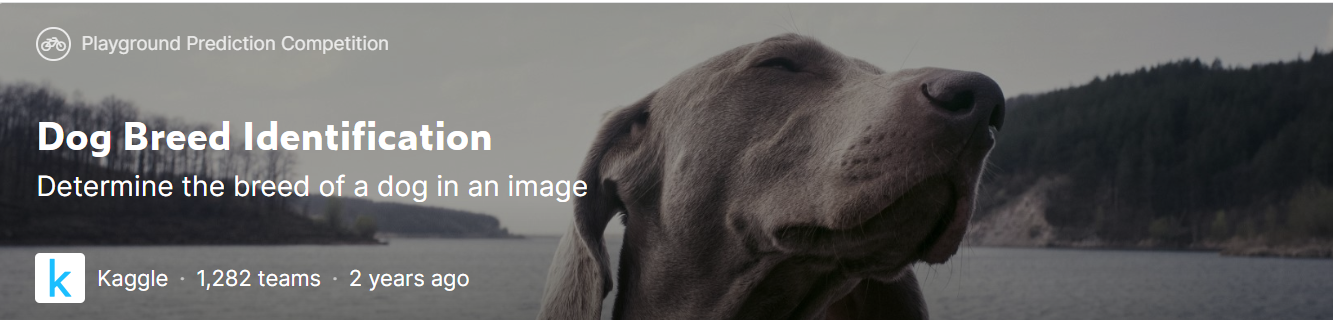 Playground Prediction Competition
Dog Breed Identification
Determine the breed of a dog in an image
k Kaggle · 1,282 teams · 2 years ago